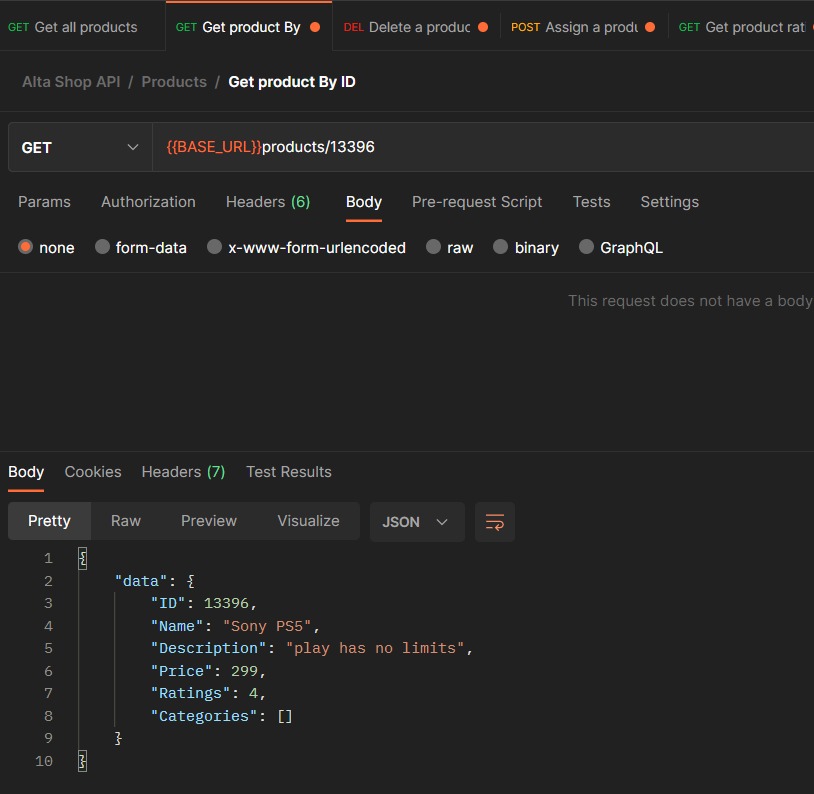 GET Get all products GET Get product By DEL Delete a produc POST Assign a produ GET Get product rati
Alta Shop API / Products / Get product By ID
GET {{BASE_URL}}products/13396
Params Authorization Headers (6) Body Pre-request Script Tests Settings
none form-data x-www-form-urlencoded raw binary GraphQL
This request does not have a body
Body Cookies Headers (7) Test Results
Pretty Raw Preview Visualize JSON
1 {
2 "data": {
3 "ID": 13396,
4 "Name": "Sony PS5",
5 "Description": "play has no limits",
6 "Price": 299,
7 "Ratings": 4,
8 "Categories": []
9 }
10 }